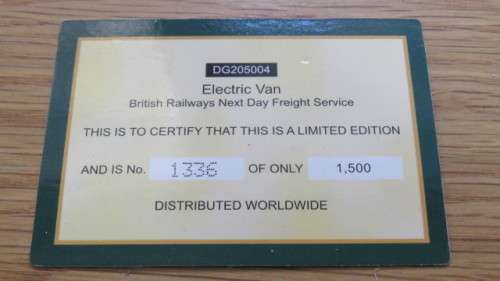 DG205004
Electric Van
British Railways Next Day Freight Service
THIS IS TO CERTIFY THAT THIS IS A LIMITED EDITION
AND IS No. 1336 OF ONLY 1,500
DISTRIBUTED WORLDWIDE